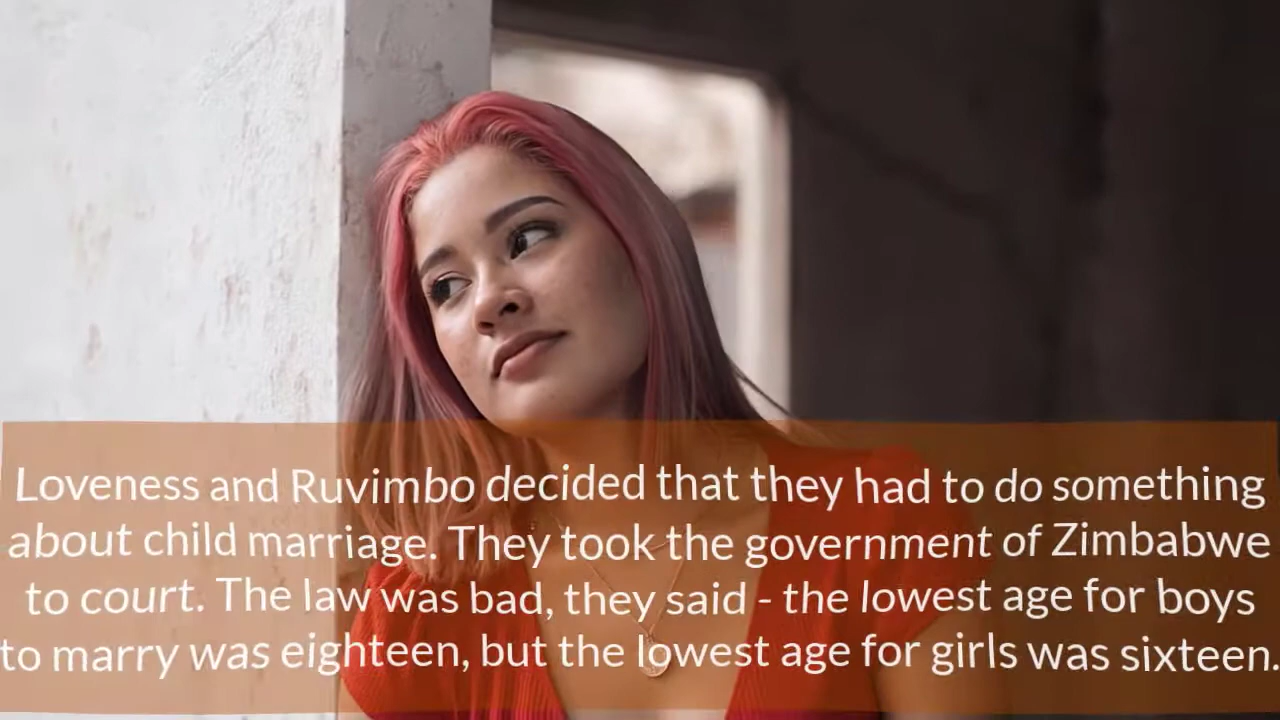 Loveness and Ruvimbo decided that they had to do something
about child marriage. They took the government of Zimbabwe
to court. The law was bad, they said - the lowest age for boys
to marry was eighteen, but the lowest age for girls was sixteen.